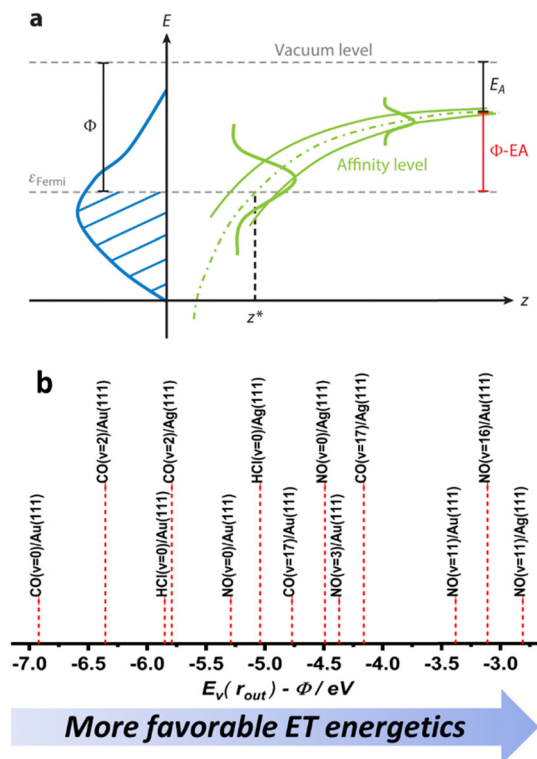 a
E
Vacuum level
E_A
Φ
Φ-EA
Affinity level
ε_Fermi
z*
z
b
CO(v=0)/Au(111)
CO(v=2)/Au(111)
HCl(v=0)/Au(111)
CO(v=2)/Ag(111)
NO(v=0)/Au(111)
HCl(v=0)/Ag(111)
CO(v=17)/Au(111)
NO(v=0)/Ag(111)
NO(v=3)/Au(111)
CO(v=17)/Ag(111)
NO(v=11)/Au(111)
NO(v=16)/Au(111)
NO(v=11)/Ag(111)
-7.0 -6.5 -6.0 -5.5 -5.0 -4.5 -4.0 -3.5 -3.0
E_v(r_out) - Φ / eV
More favorable ET energetics